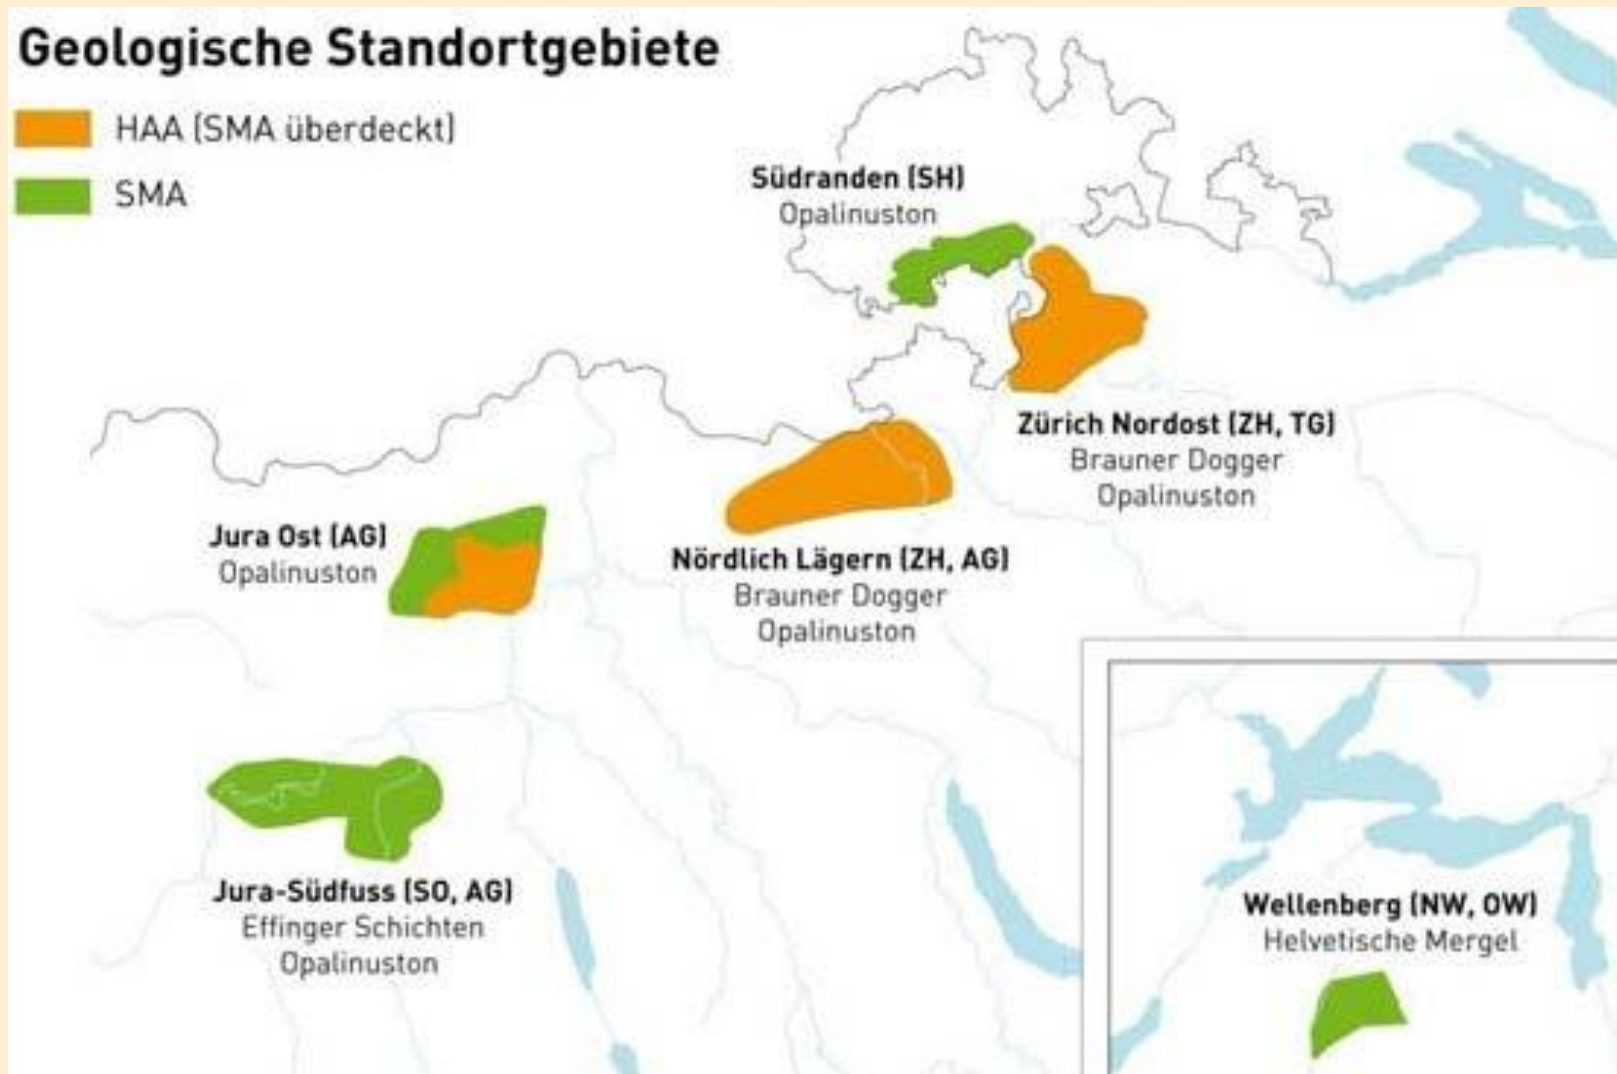 Geologische Standortgebiete
HAA (SMA überdeckt)
SMA
Südranden (SH)
Opalinuston
Zürich Nordost (ZH, TG)
Brauner Dogger
Opalinuston
Jura Ost (AG)
Opalinuston
Nördlich Lägern (ZH, AG)
Brauner Dogger
Opalinuston
Jura-Südfuss (SO, AG)
Effinger Schichten
Opalinuston
Wellenberg (NW, OW)
Helvetische Mergel